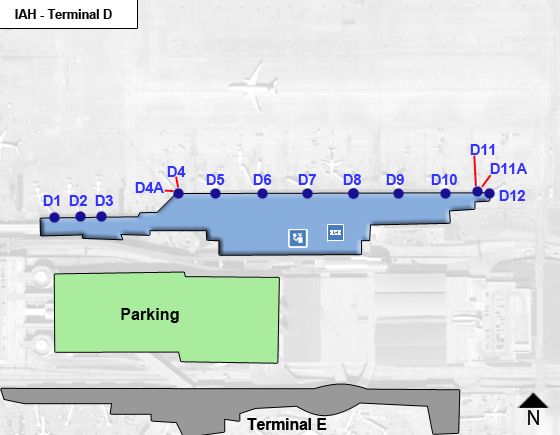 IAH - Terminal D
D11
D4
D11A
D4A
D5
D6
D7
D8
D9
D10
D12
D1
D2
D3
Parking
Terminal E
N